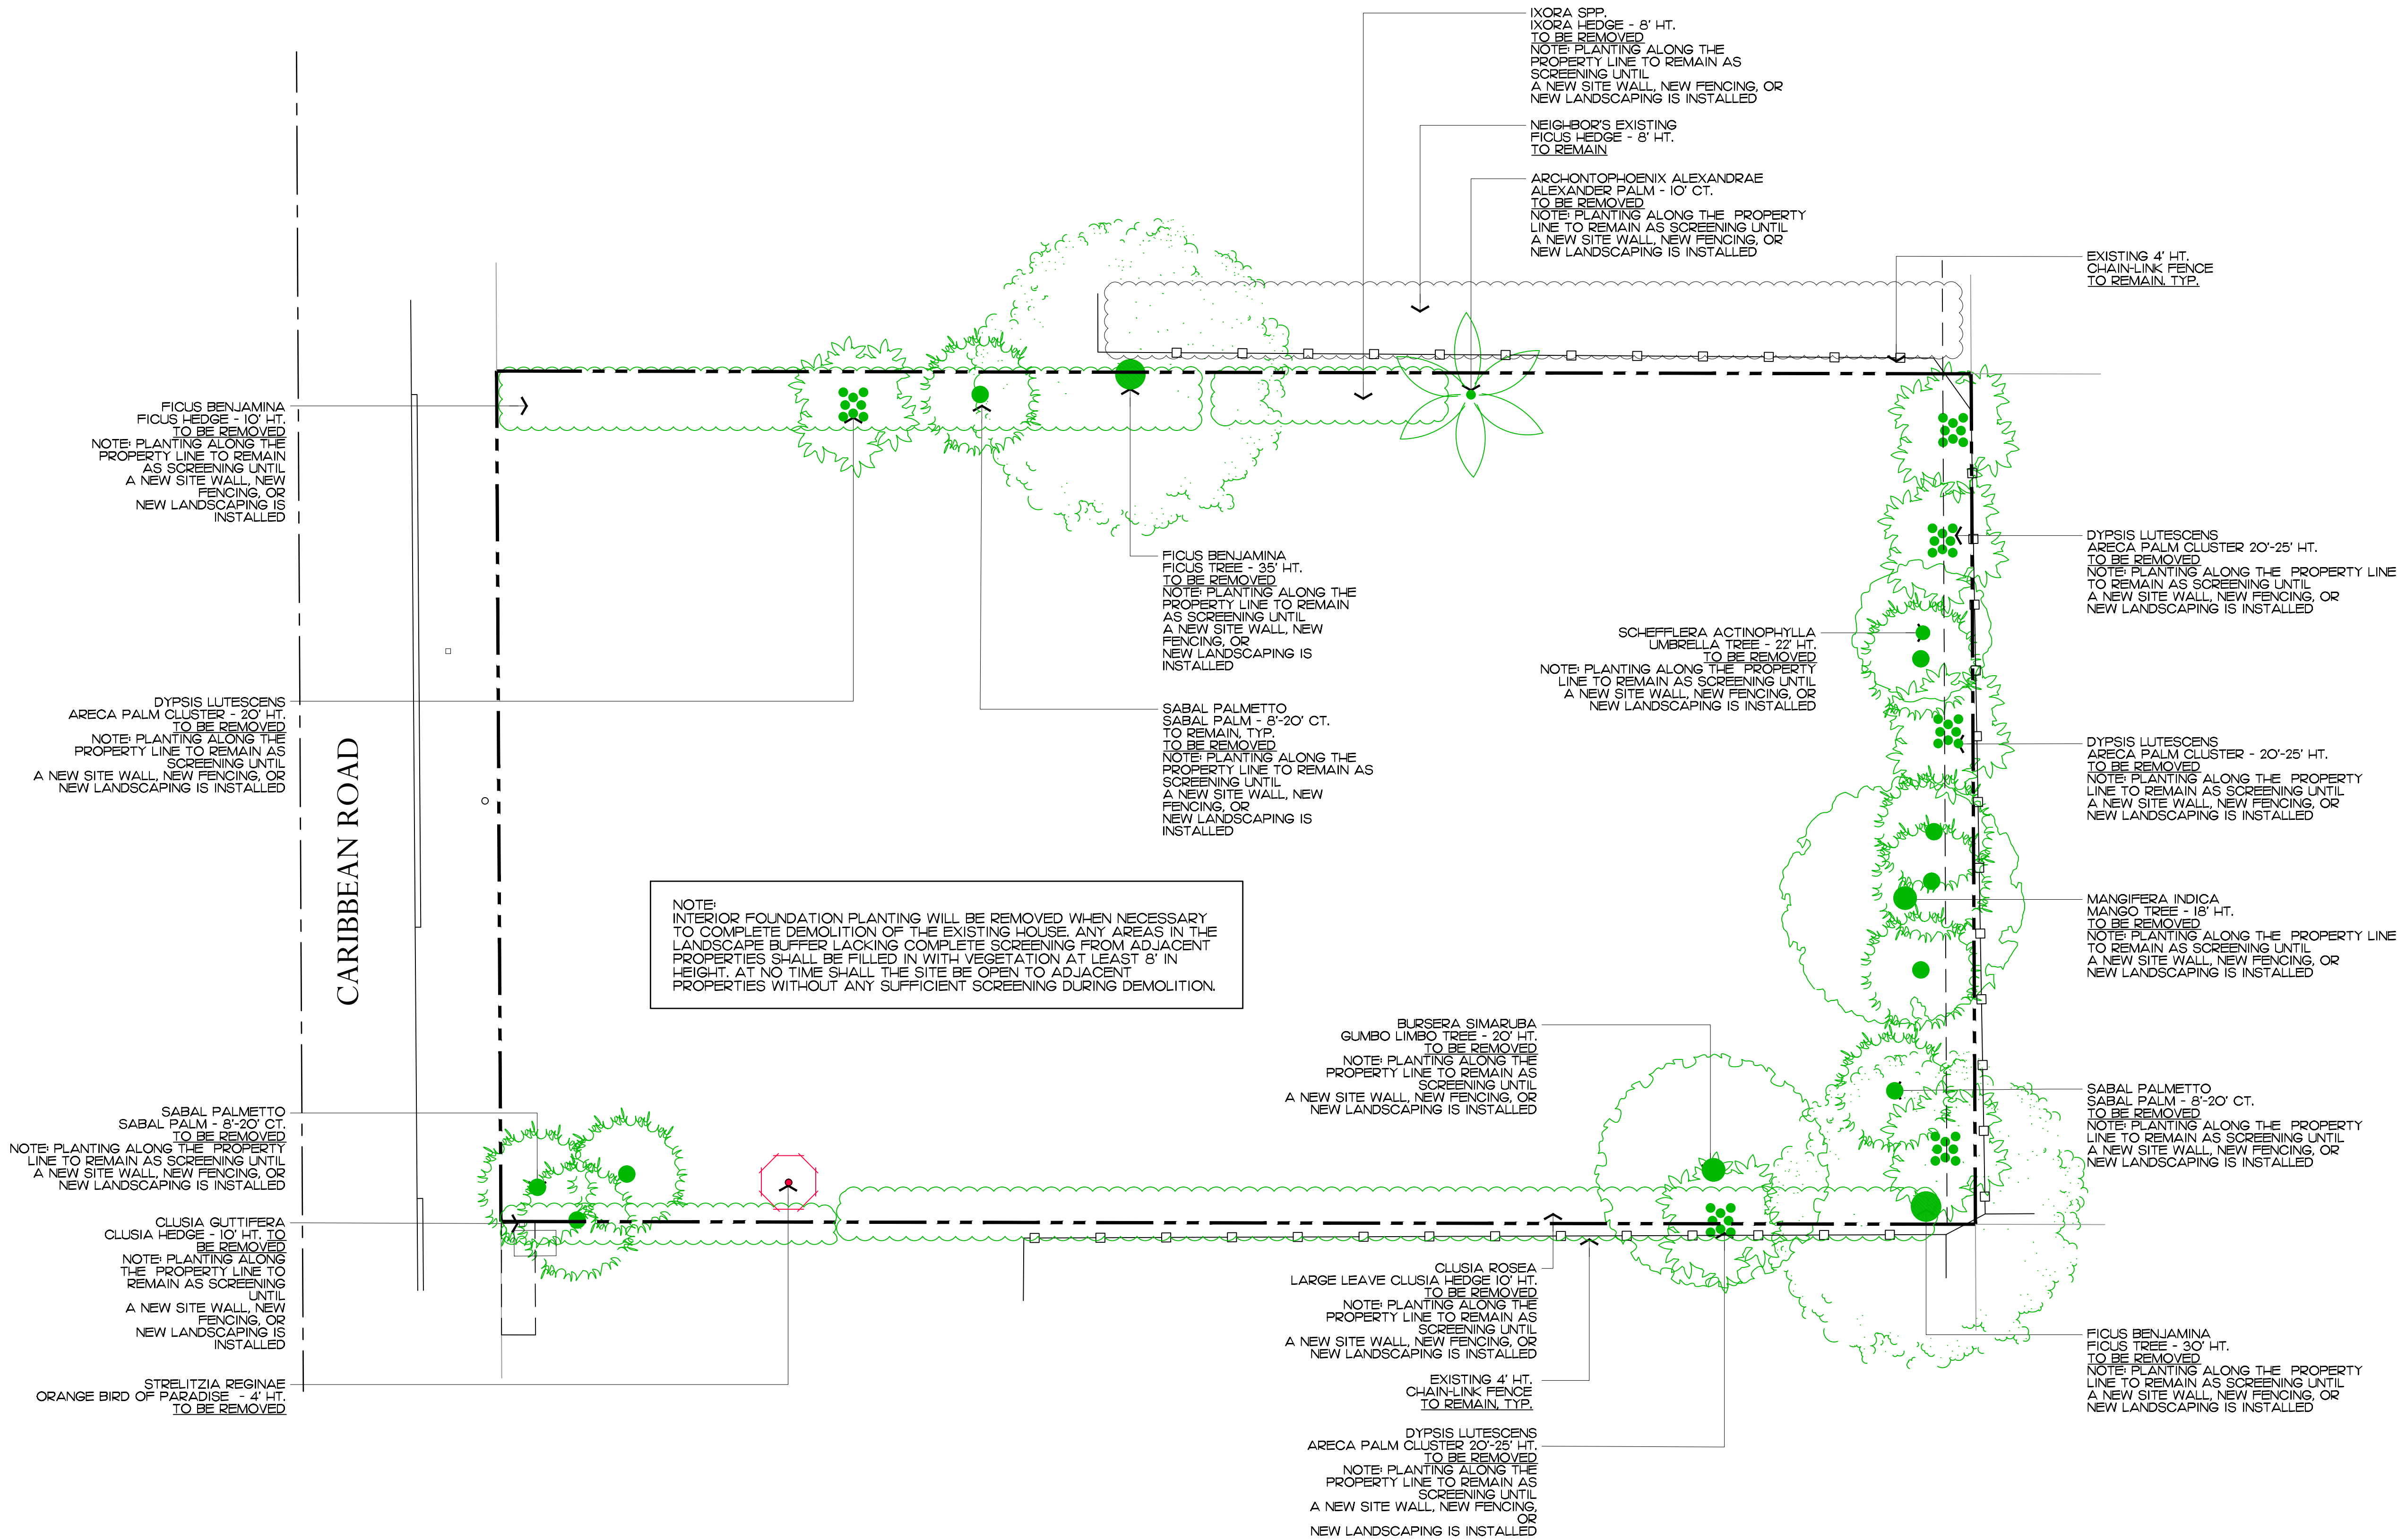 IXORA SPP.
IXORA HEDGE - 8' HT.
TO BE REMOVED
NOTE: PLANTING ALONG THE
PROPERTY LINE TO REMAIN AS
SCREENING UNTIL
A NEW SITE WALL, NEW FENCING, OR
NEW LANDSCAPING IS INSTALLED
NEIGHBOR'S EXISTING
FICUS HEDGE - 8' HT.
TO REMAIN
ARCHONTOPHOENIX ALEXANDRAE
ALEXANDER PALM - 10' CT.
TO BE REMOVED
NOTE: PLANTING ALONG THE PROPERTY
LINE TO REMAIN AS SCREENING UNTIL
A NEW SITE WALL, NEW FENCING, OR
NEW LANDSCAPING IS INSTALLED
EXISTING 4' HT.
CHAIN-LINK FENCE
TO REMAIN. TYP.
FICUS BENJAMINA
FICUS HEDGE - 10' HT.
TO BE REMOVED
NOTE: PLANTING ALONG THE
PROPERTY LINE TO REMAIN
AS SCREENING UNTIL
A NEW SITE WALL, NEW
FENCING, OR
NEW LANDSCAPING IS
INSTALLED
FICUS BENJAMINA
FICUS TREE - 35' HT.
TO BE REMOVED
NOTE: PLANTING ALONG THE
PROPERTY LINE TO REMAIN
AS SCREENING UNTIL
A NEW SITE WALL, NEW
FENCING, OR
NEW LANDSCAPING IS
INSTALLED
DYPSIS LUTESCENS
ARECA PALM CLUSTER 20'-25' HT.
TO BE REMOVED
NOTE: PLANTING ALONG THE PROPERTY LINE
TO REMAIN AS SCREENING UNTIL
A NEW SITE WALL, NEW FENCING, OR
NEW LANDSCAPING IS INSTALLED
SCHEFFLERA ACTINOPHYLLA
UMBRELLA TREE - 22' HT.
TO BE REMOVED
NOTE: PLANTING ALONG THE PROPERTY
LINE TO REMAIN AS SCREENING UNTIL
A NEW SITE WALL, NEW FENCING, OR
NEW LANDSCAPING IS INSTALLED
DYPSIS LUTESCENS
ARECA PALM CLUSTER - 20' HT.
TO BE REMOVED
NOTE: PLANTING ALONG THE
PROPERTY LINE TO REMAIN AS
SCREENING UNTIL
A NEW SITE WALL, NEW FENCING, OR
NEW LANDSCAPING IS INSTALLED
SABAL PALMETTO
SABAL PALM - 8'-20' CT.
TO REMAIN, TYP.
TO BE REMOVED
NOTE: PLANTING ALONG THE
PROPERTY LINE TO REMAIN AS
SCREENING UNTIL
A NEW SITE WALL, NEW
FENCING, OR
NEW LANDSCAPING IS
INSTALLED
DYPSIS LUTESCENS
ARECA PALM CLUSTER - 20'-25' HT.
TO BE REMOVED
NOTE: PLANTING ALONG THE PROPERTY
LINE TO REMAIN AS SCREENING UNTIL
A NEW SITE WALL, NEW FENCING, OR
NEW LANDSCAPING IS INSTALLED
CARIBBEAN ROAD
NOTE:
INTERIOR FOUNDATION PLANTING WILL BE REMOVED WHEN NECESSARY
TO COMPLETE DEMOLITION OF THE EXISTING HOUSE. ANY AREAS IN THE
LANDSCAPE BUFFER LACKING COMPLETE SCREENING FROM ADJACENT
PROPERTIES SHALL BE FILLED IN WITH VEGETATION AT LEAST 8' IN
HEIGHT. AT NO TIME SHALL THE SITE BE OPEN TO ADJACENT
PROPERTIES WITHOUT ANY SUFFICIENT SCREENING DURING DEMOLITION.
MANGIFERA INDICA
MANGO TREE - 18' HT.
TO BE REMOVED
NOTE: PLANTING ALONG THE PROPERTY LINE
TO REMAIN AS SCREENING UNTIL
A NEW SITE WALL, NEW FENCING, OR
NEW LANDSCAPING IS INSTALLED
BURSERA SIMARUBA
GUMBO LIMBO TREE - 20' HT.
TO BE REMOVED
NOTE: PLANTING ALONG THE
PROPERTY LINE TO REMAIN AS
SCREENING UNTIL
A NEW SITE WALL, NEW FENCING, OR
NEW LANDSCAPING IS INSTALLED
SABAL PALMETTO
SABAL PALM - 8'-20' CT.
TO BE REMOVED
NOTE: PLANTING ALONG THE PROPERTY
LINE TO REMAIN AS SCREENING UNTIL
A NEW SITE WALL, NEW FENCING, OR
NEW LANDSCAPING IS INSTALLED
SABAL PALMETTO
SABAL PALM - 8'-20' CT.
TO BE REMOVED
NOTE: PLANTING ALONG THE PROPERTY
LINE TO REMAIN AS SCREENING UNTIL
A NEW SITE WALL, NEW FENCING, OR
NEW LANDSCAPING IS INSTALLED
CLUSIA GUTTIFERA
CLUSIA HEDGE - 10' HT. TO
BE REMOVED
NOTE: PLANTING ALONG
THE PROPERTY LINE TO
REMAIN AS SCREENING
UNTIL
A NEW SITE WALL, NEW
FENCING, OR
NEW LANDSCAPING IS
INSTALLED
STRELITZIA REGINAE
ORANGE BIRD OF PARADISE - 4' HT.
TO BE REMOVED
CLUSIA ROSEA
LARGE LEAVE CLUSIA HEDGE 10' HT.
TO BE REMOVED
NOTE: PLANTING ALONG THE
PROPERTY LINE TO REMAIN AS
SCREENING UNTIL
A NEW SITE WALL, NEW FENCING, OR
NEW LANDSCAPING IS INSTALLED
EXISTING 4' HT.
CHAIN-LINK FENCE
TO REMAIN, TYP.
DYPSIS LUTESCENS
ARECA PALM CLUSTER 20'-25' HT.
TO BE REMOVED
NOTE: PLANTING ALONG THE
PROPERTY LINE TO REMAIN AS
SCREENING UNTIL
A NEW SITE WALL, NEW FENCING,
OR
NEW LANDSCAPING IS INSTALLED
FICUS BENJAMINA
FICUS TREE - 30' HT.
TO BE REMOVED
NOTE: PLANTING ALONG THE PROPERTY
LINE TO REMAIN AS SCREENING UNTIL
A NEW SITE WALL, NEW FENCING, OR
NEW LANDSCAPING IS INSTALLED